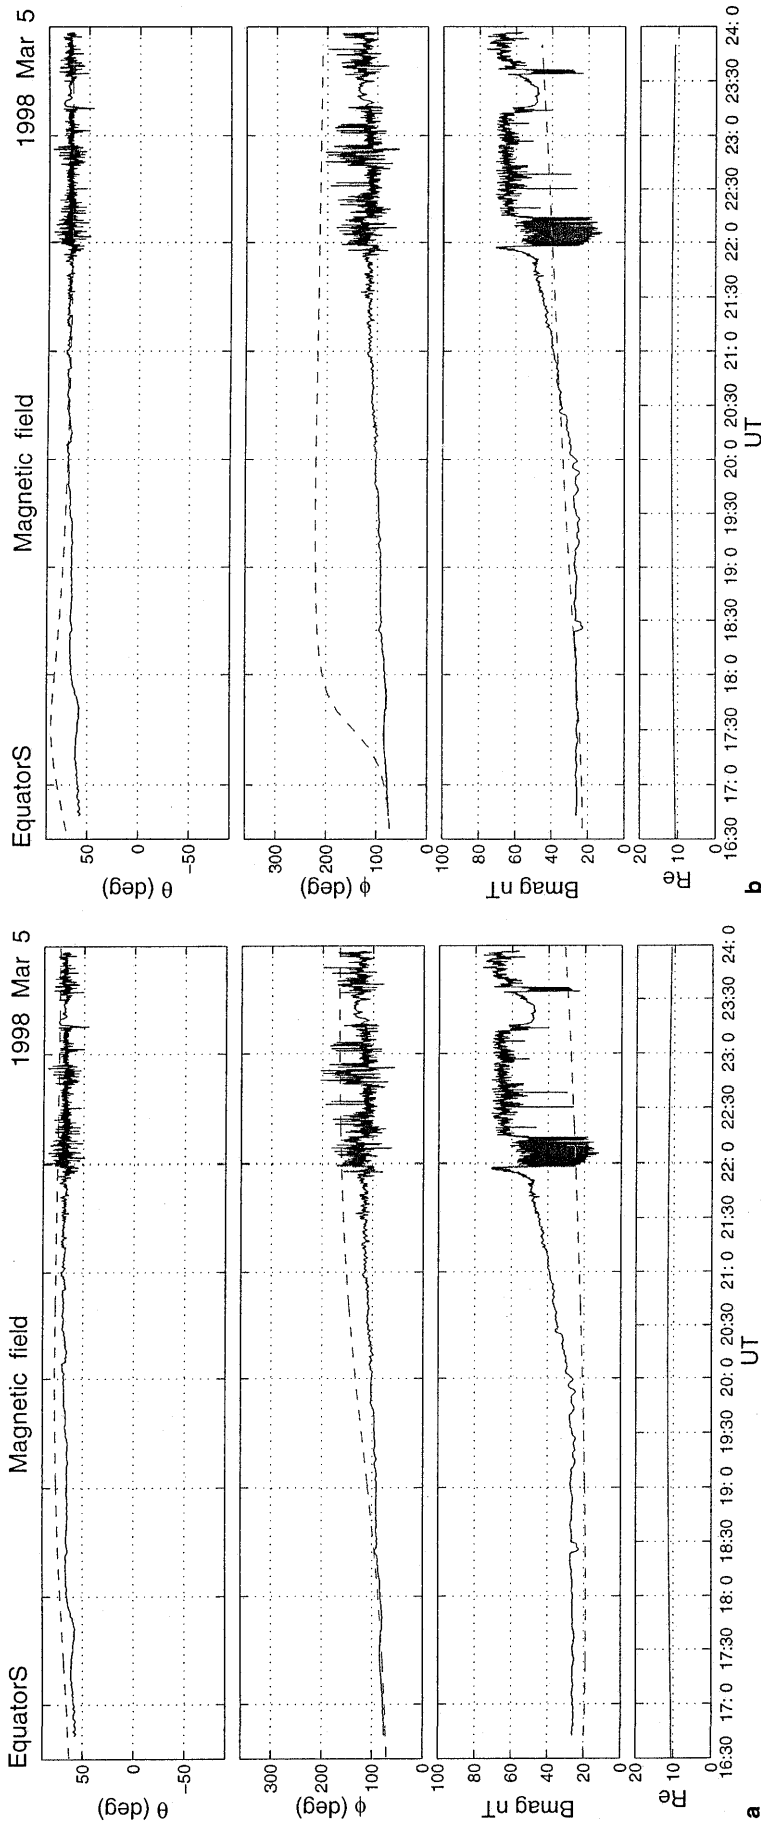 EquatorS Magnetic field 1998 Mar 5
θ (deg)
50
0
-50
φ (deg)
300
200
100
0
Bmag nT
100
80
60
40
20
0
Re
20
10
0
16:30 17: 0 17:30 18: 0 18:30 19: 0 19:30 20: 0 20:30 21: 0 21:30 22: 0 22:30 23: 0 23:30 24: 0
UT
a
EquatorS Magnetic field 1998 Mar 5
θ (deg)
50
0
-50
φ (deg)
300
200
100
0
Bmag nT
100
80
60
40
20
0
Re
20
10
0
16:30 17: 0 17:30 18: 0 18:30 19: 0 19:30 20: 0 20:30 21: 0 21:30 22: 0 22:30 23: 0 23:30 24: 0
UT
b